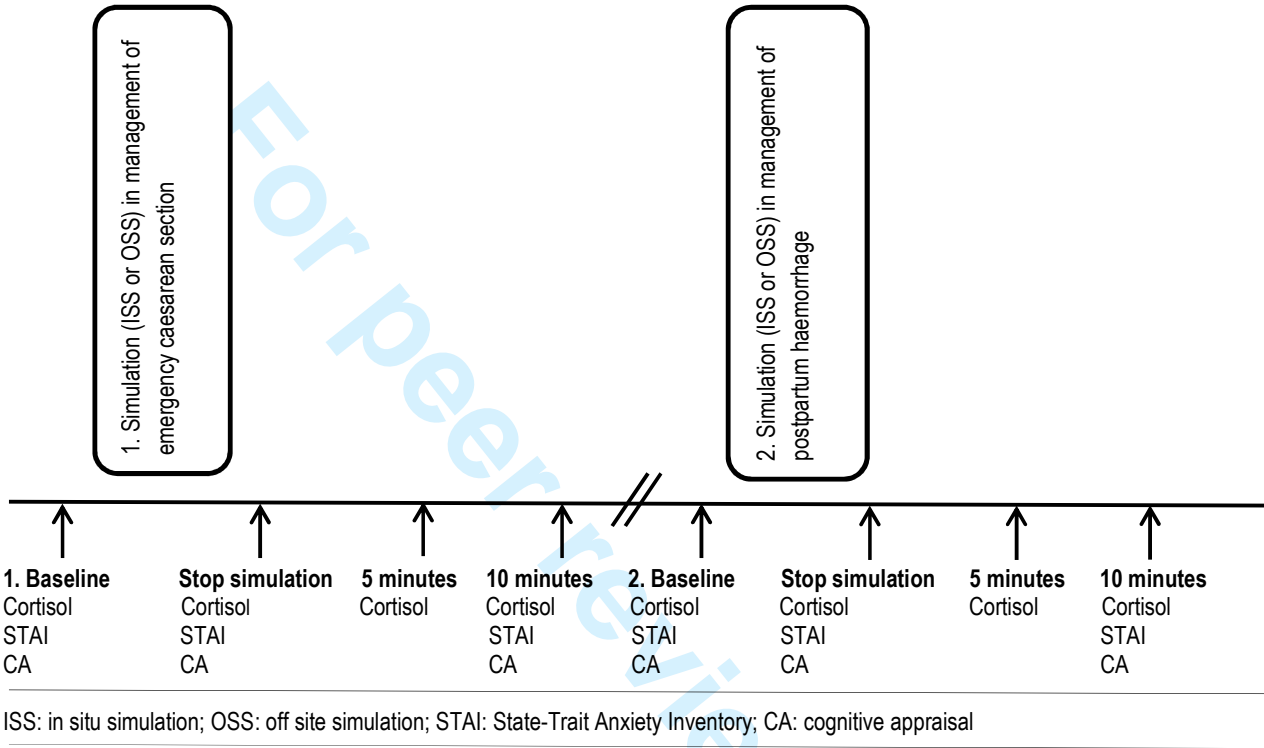 1. Simulation (ISS or OSS) in management of
emergency caesarean section
2. Simulation (ISS or OSS) in management of
postpartum haemorrhage
1. Baseline
Cortisol
STAI
CA
Stop simulation
Cortisol
STAI
CA
5 minutes
Cortisol
10 minutes
Cortisol
STAI
CA
2. Baseline
Cortisol
STAI
CA
Stop simulation
Cortisol
STAI
CA
5 minutes
Cortisol
10 minutes
Cortisol
STAI
CA
ISS: in situ simulation; OSS: off site simulation; STAI: State-Trait Anxiety Inventory; CA: cognitive appraisal
For peer revie